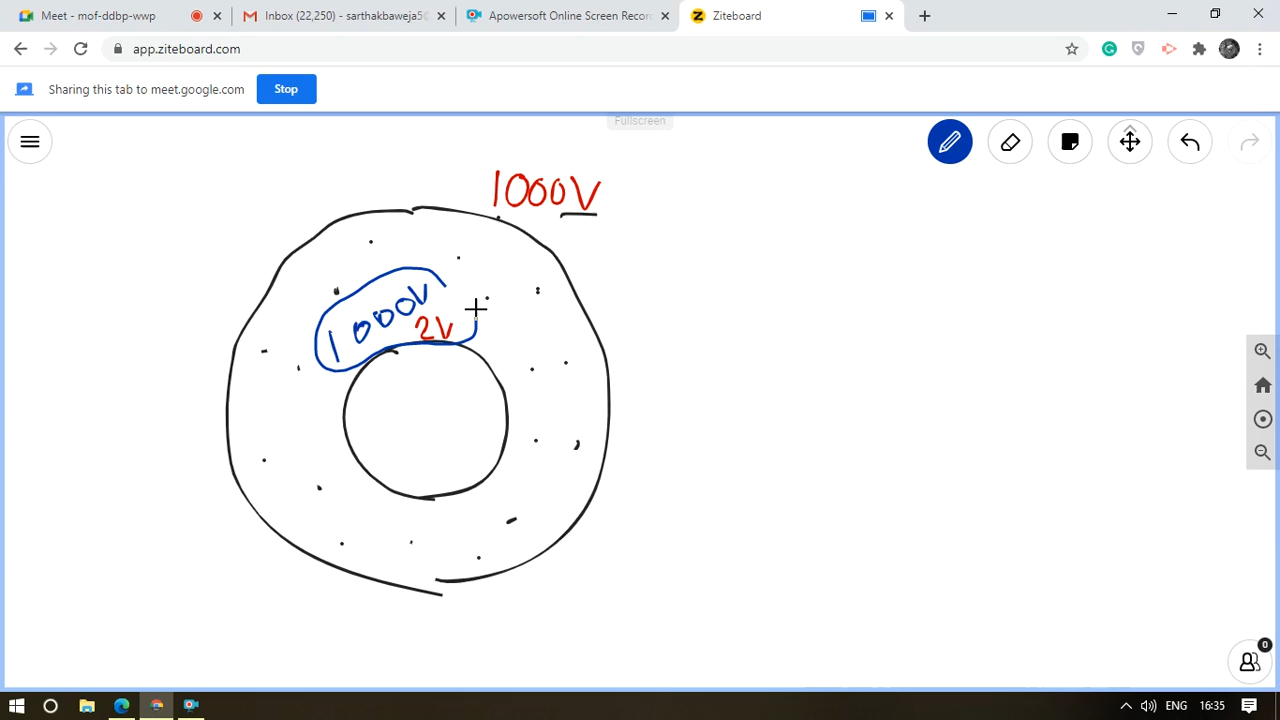 Meet - mof-ddbp-wwp
Inbox (22,250) - sarthakbaweja5
Apowersoft Online Screen Recor
Ziteboard
app.ziteboard.com
Sharing this tab to meet.google.com
Stop
Fullscreen
1000V
1000V
2V
0
ENG
16:35